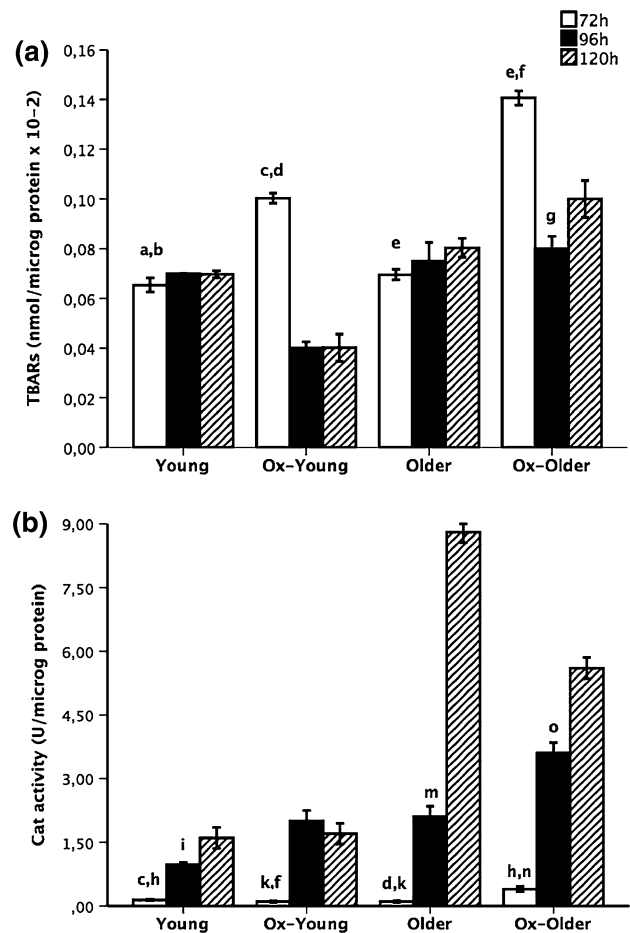 72h
96h
120h
(a)
TBARs (nmol/microg protein x 10-2)
0,16
0,14
0,12
0,10
0,08
0,06
0,04
0,02
0,00
a,b
c,d
e
e,f
g
Young
Ox-Young
Older
Ox-Older
(b)
Cat activity (U/microg protein)
9,00
7,50
6,00
4,50
3,00
1,50
,00
c,h
i
k,f
d,k
m
h,n
o
Young
Ox-Young
Older
Ox-Older